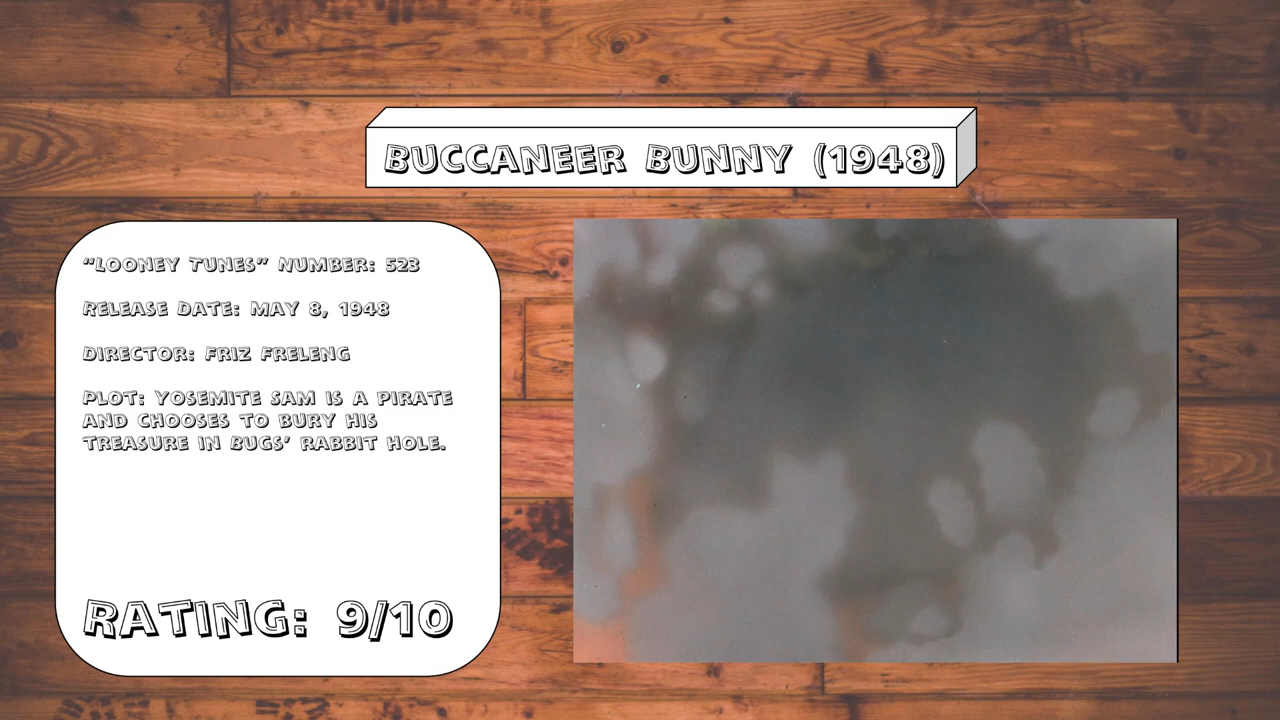 BUCCANEER BUNNY (1948)
"LOONEY TUNES" NUMBER: 523
RELEASE DATE: MAY 8, 1948
DIRECTOR: FRIZ FRELENG
PLOT: YOSEMITE SAM IS A PIRATE
AND CHOOSES TO BURY HIS
TREASURE IN BUGS' RABBIT HOLE.
RATING: 9/10